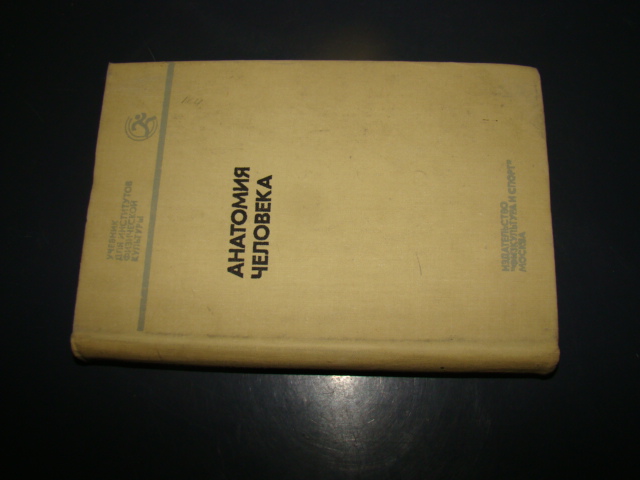 УЧЕБНИК
ДЛЯ ИНСТИТУТОВ
ФИЗИЧЕСКОЙ
КУЛЬТУРЫ
АНАТОМИЯ
ЧЕЛОВЕКА
ИЗДАТЕЛЬСТВО
"ФИЗКУЛЬТУРА И СПОРТ"
МОСКВА